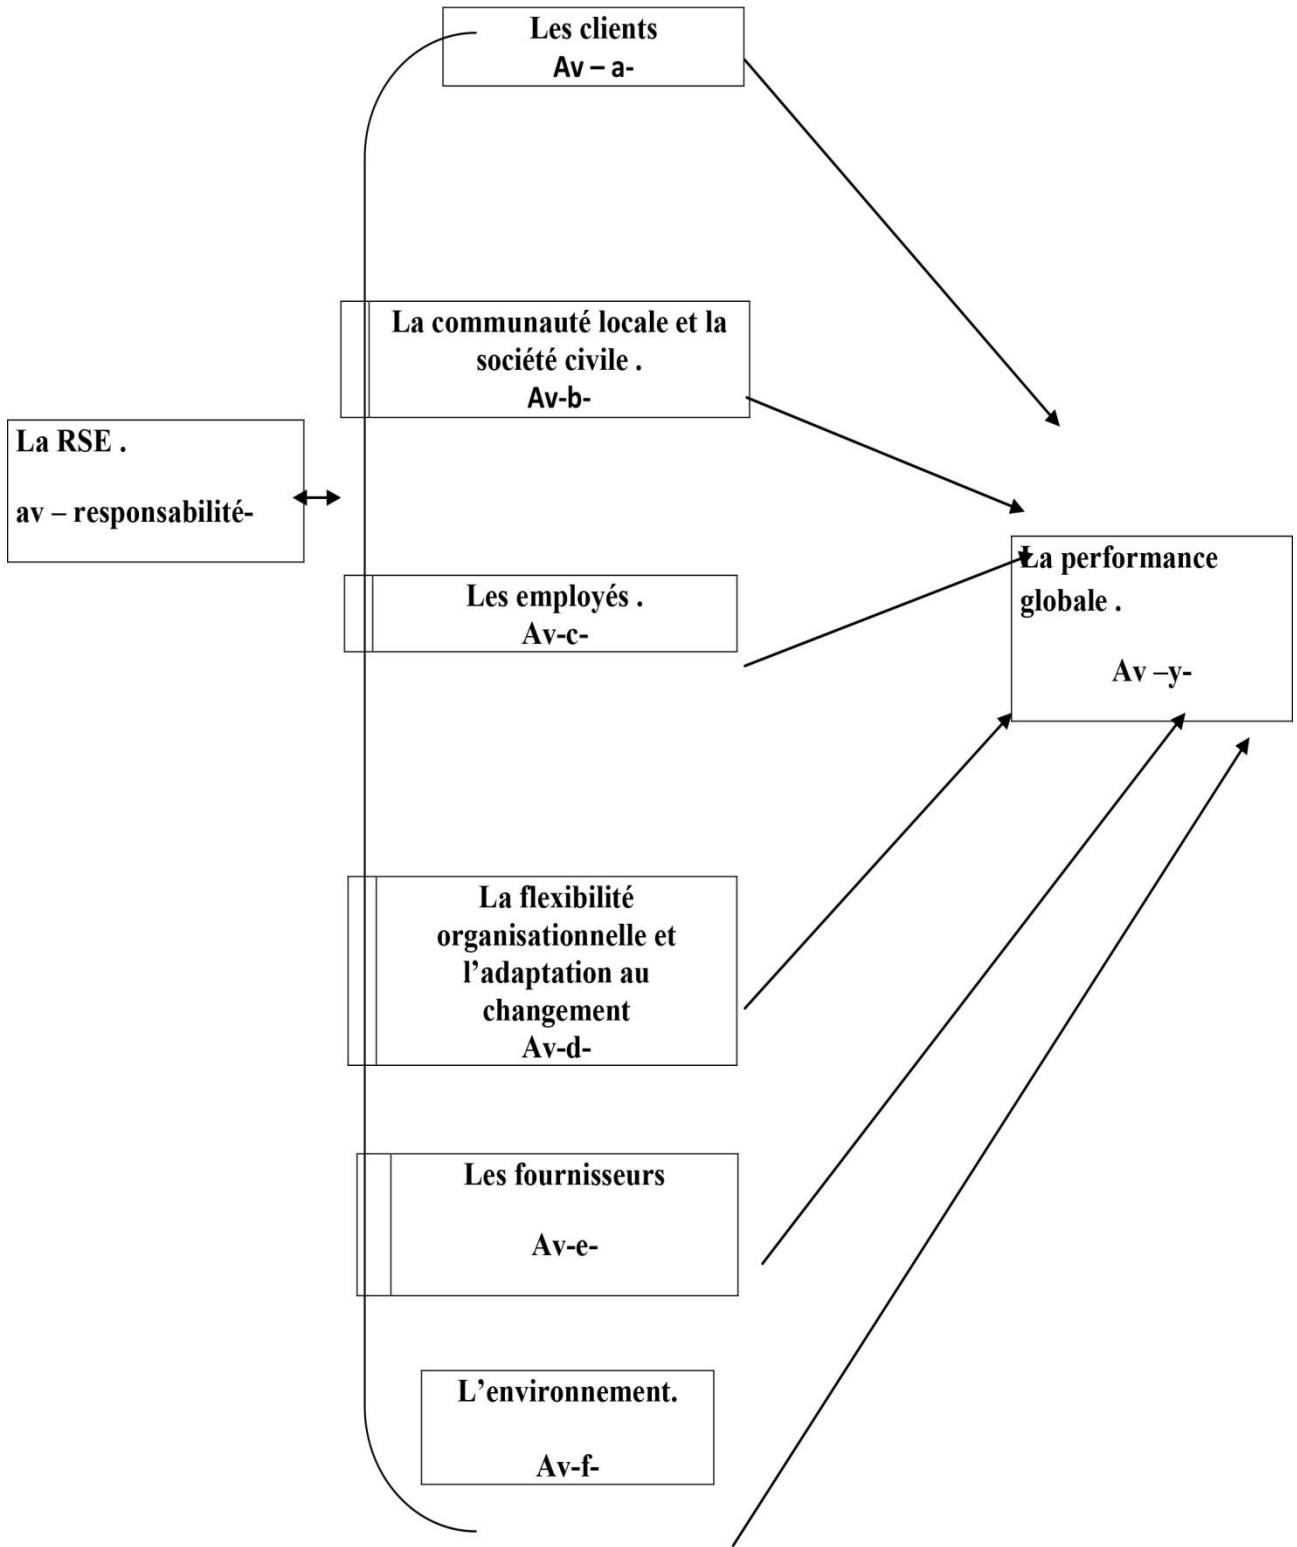 Les clients
Av – a-
La communauté locale et la
société civile .
Av-b-
La RSE .
av – responsabilité-
Les employés .
Av-c-
La performance
globale .
Av –y-
La flexibilité
organisationnelle et
l’adaptation au
changement
Av-d-
Les fournisseurs
Av-e-
L’environnement.
Av-f-